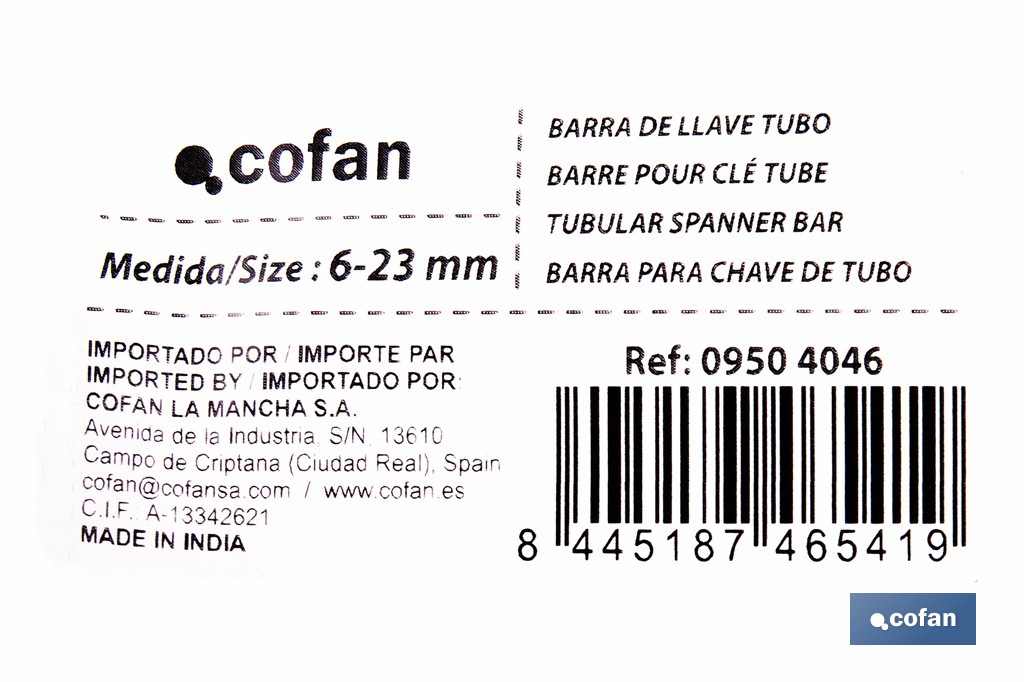 cofan
Medida/Size : 6-23 mm
BARRA DE LLAVE TUBO
BARRE POUR CLÉ TUBE
TUBULAR SPANNER BAR
BARRA PARA CHAVE DE TUBO
IMPORTADO POR / IMPORTE PAR
IMPORTED BY / IMPORTADO POR:
COFAN LA MANCHA S.A.
Avenida de la Industria, S/N, 13610
Campo de Criptana (Ciudad Real), Spain
cofan@cofansa.com / www.cofan.es
C.I.F.: A-13342621
MADE IN INDIA
Ref: 0950 4046
8 445187 465419
cofan